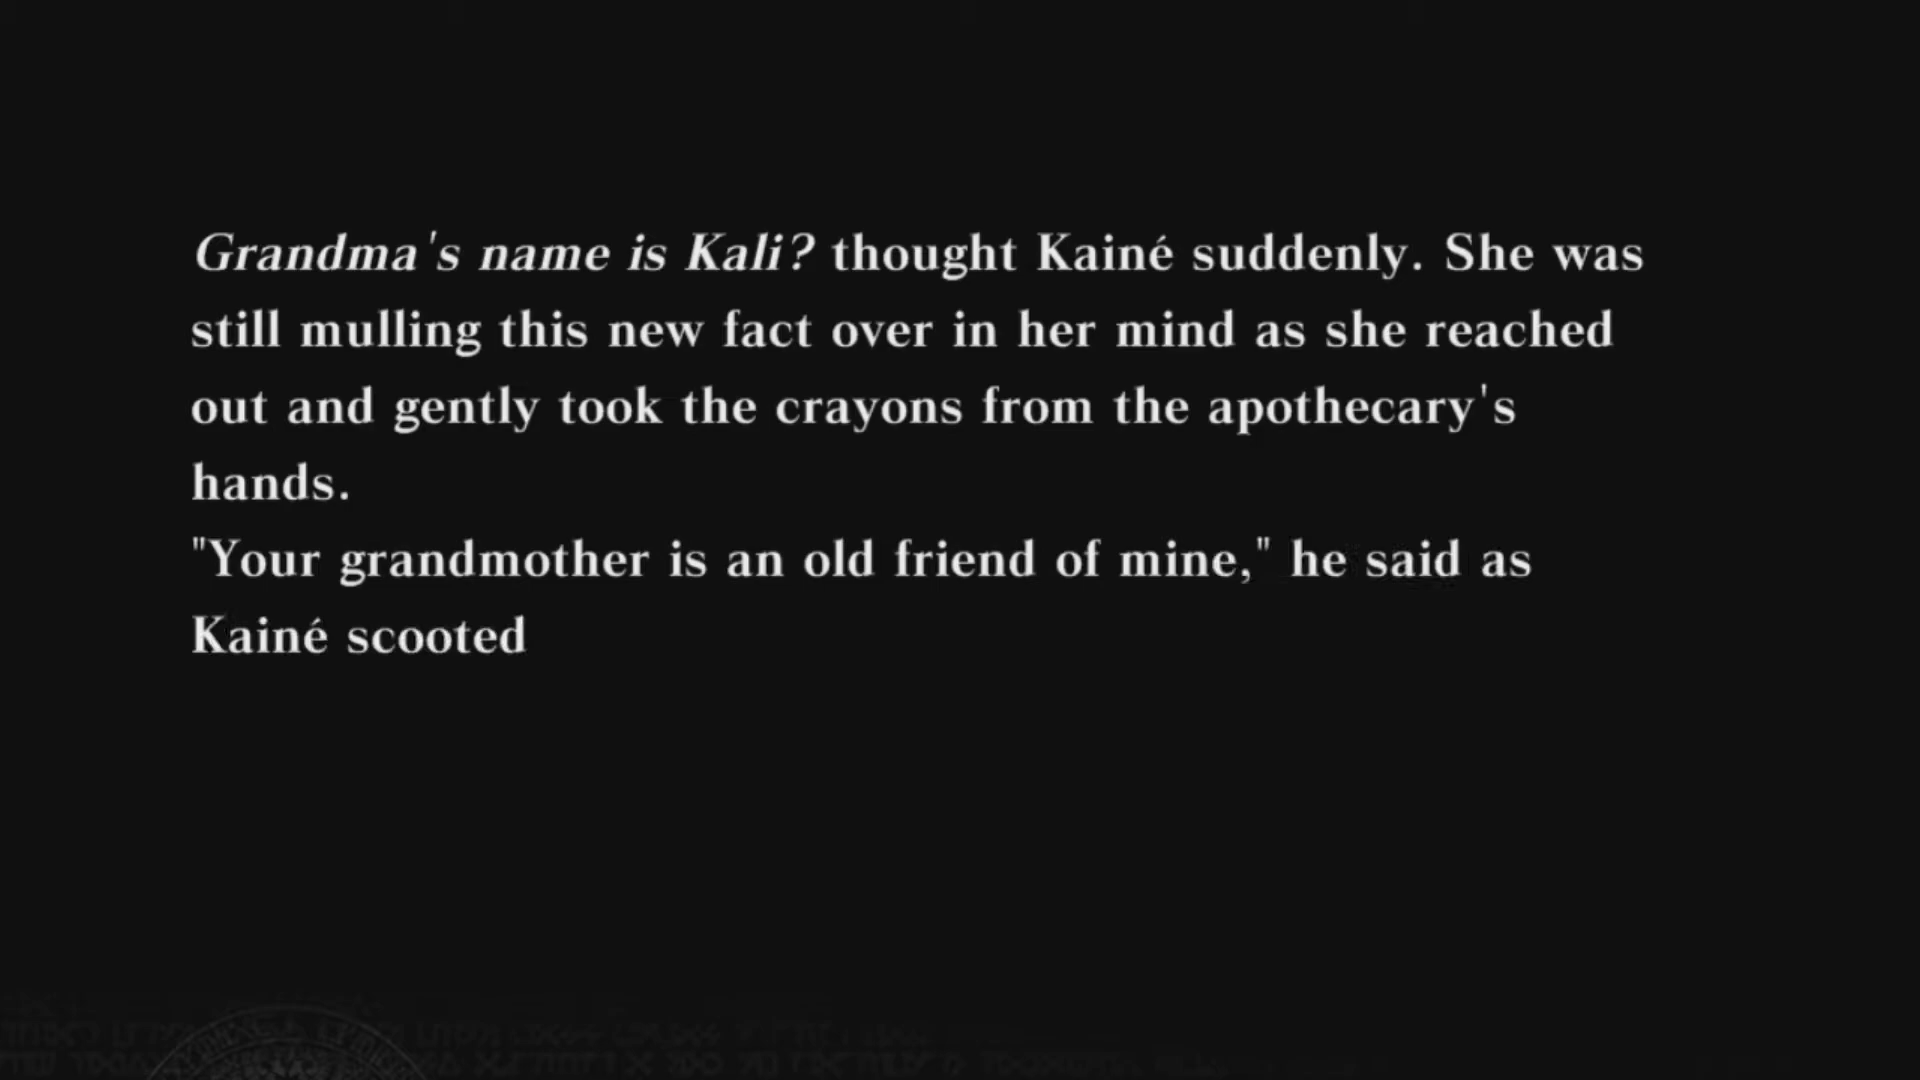 Grandma's name is Kali? thought Kainé suddenly. She was
still mulling this new fact over in her mind as she reached
out and gently took the crayons from the apothecary's
hands.
"Your grandmother is an old friend of mine," he said as
Kainé scooted